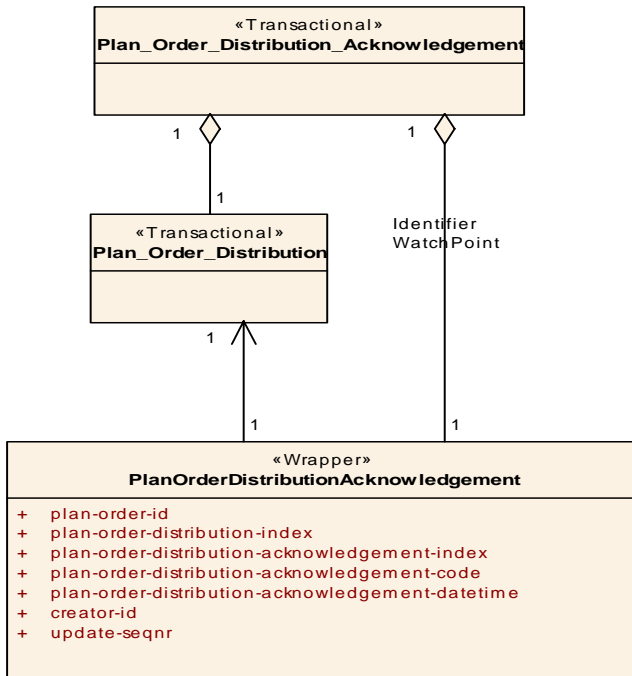 «Transactional»
Plan_Order_Distribution_Acknowledgement
1
1
1
«Transactional»
Plan_Order_Distribution
Identifier
WatchPoint
1
1
1
«Wrapper»
PlanOrderDistributionAcknowledgement
+ plan-order-id
+ plan-order-distribution-index
+ plan-order-distribution-acknowledgement-index
+ plan-order-distribution-acknowledgement-code
+ plan-order-distribution-acknowledgement-datetime
+ creator-id
+ update-seqnr